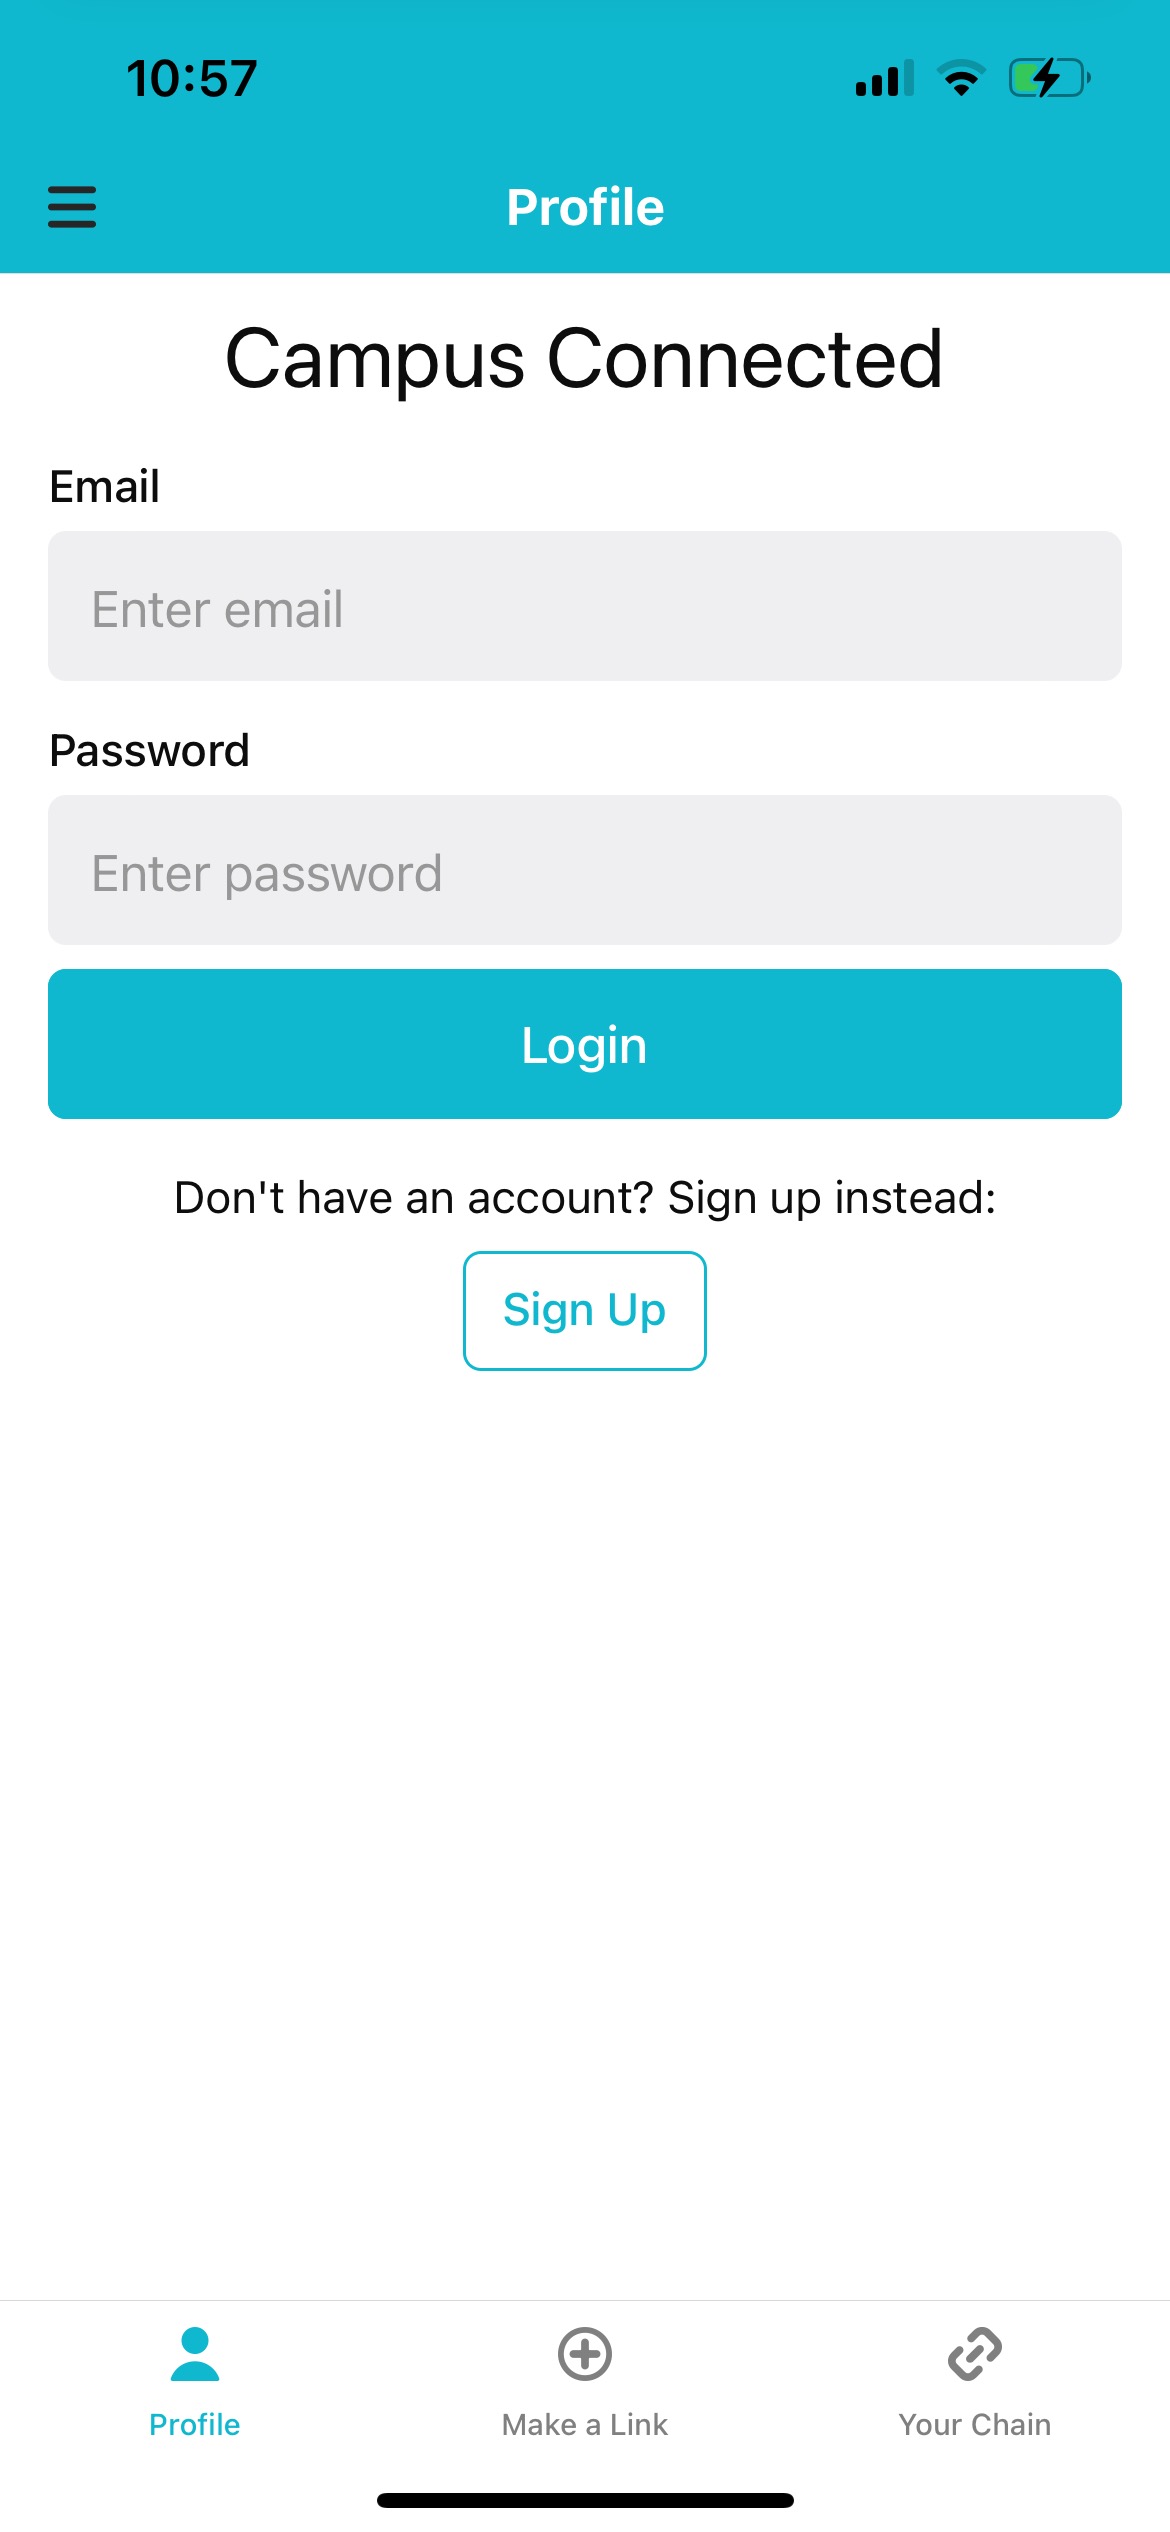 10:57
Profile
Campus Connected
Email
Enter email
Password
Enter password
Login
Don't have an account? Sign up instead:
Sign Up
Profile
Make a Link
Your Chain